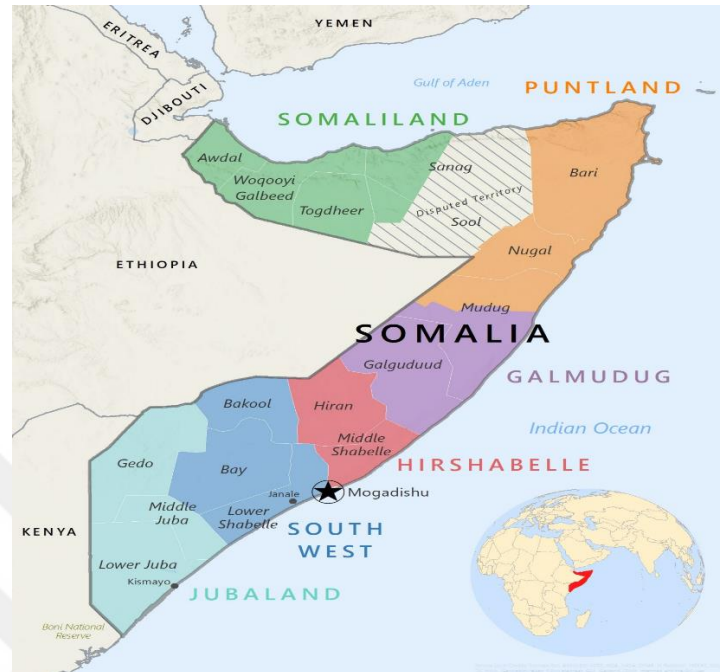 YEMEN
ERITREA
DJIBOUTI
Gulf of Aden
PUNTLAND
SOMALILAND
Awdal
Woqooyi
Galbeed
Togdheer
Sanag
Disputed Territory
Sool
Bari
Nugal
ETHIOPIA
Mudug
SOMALIA
Galguduud
GALMUDUG
Bakool
Hiran
Indian Ocean
Middle
Shabelle
HIRSHABELLE
Gedo
Bay
Janale
Mogadishu
Middle
Juba
Lower
Shabelle
SOUTH
WEST
KENYA
Lower Juba
Kismayo
JUBALAND
Boni National
Reserve